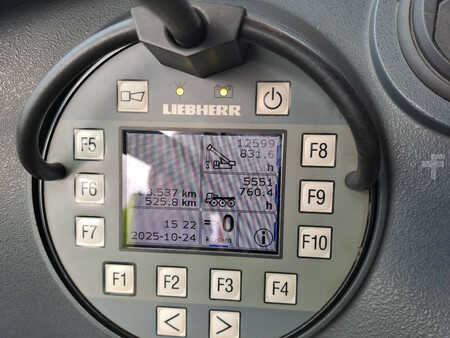 LIEBHERR
F5
F6
F7
F8
F9
F10
12599
831.6
h
5551
3.537 km 760.4
525.8 km h
15 22 = 0
2025-10-24
F1 F2 F3 F4
< >